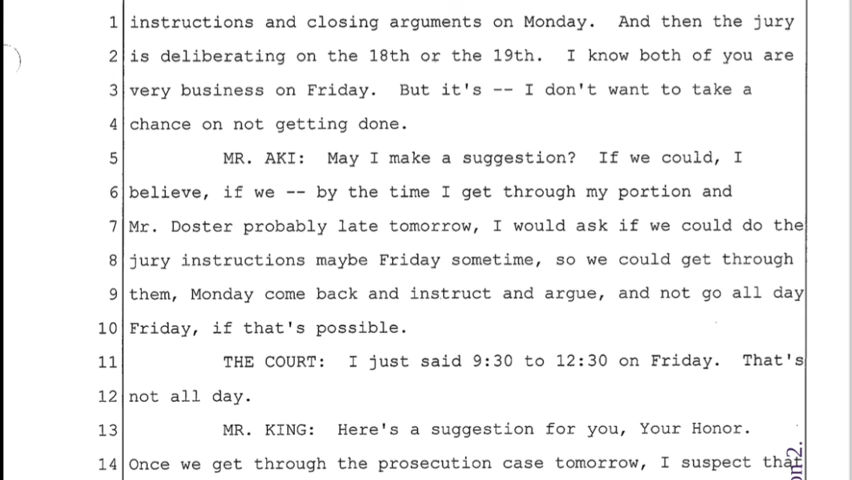 1 instructions and closing arguments on Monday. And then the jury
2 is deliberating on the 18th or the 19th. I know both of you are
3 very business on Friday. But it's -- I don't want to take a
4 chance on not getting done.
5 MR. AKI: May I make a suggestion? If we could, I
6 believe, if we -- by the time I get through my portion and
7 Mr. Doster probably late tomorrow, I would ask if we could do the
8 jury instructions maybe Friday sometime, so we could get through
9 them, Monday come back and instruct and argue, and not go all day
10 Friday, if that's possible.
11 THE COURT: I just said 9:30 to 12:30 on Friday. That's
12 not all day.
13 MR. KING: Here's a suggestion for you, Your Honor.
14 Once we get through the prosecution case tomorrow, I suspect that